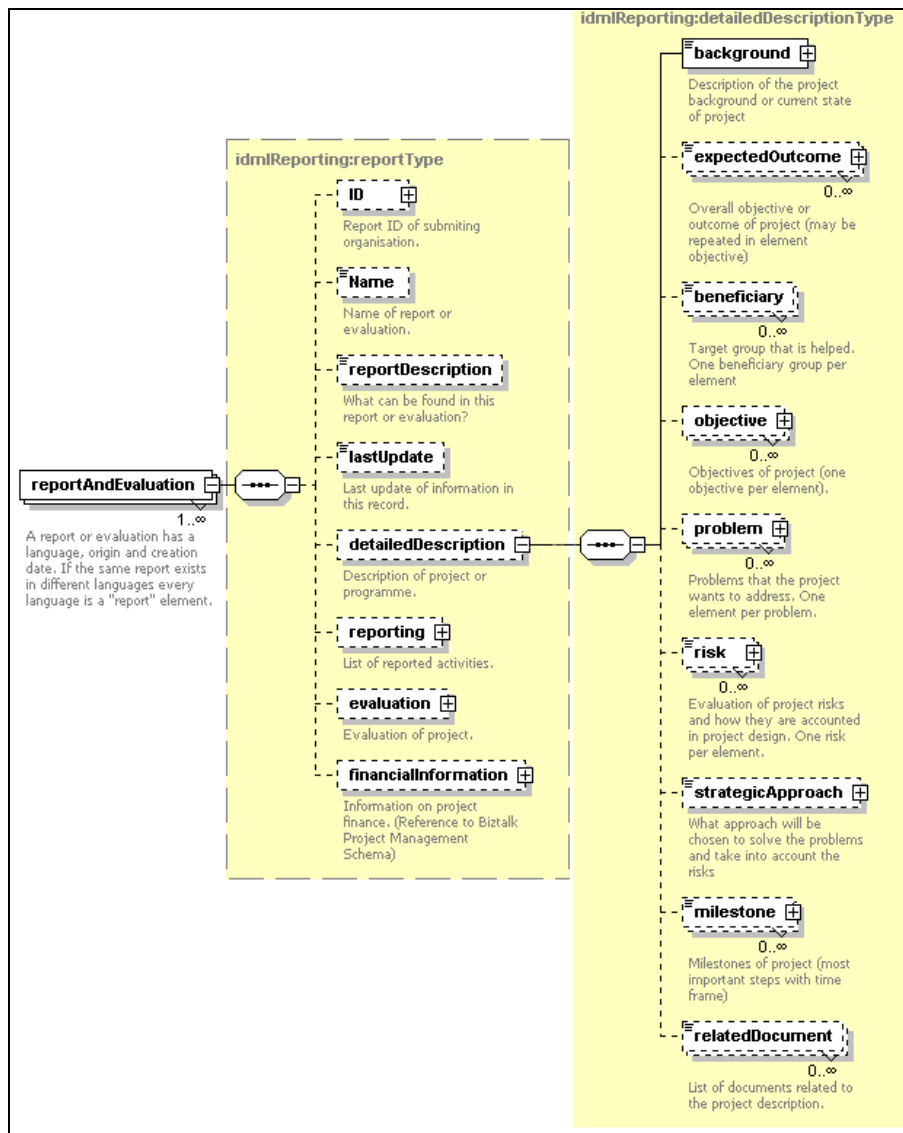 idmlReporting:detailedDescriptionType
background
Description of the project
background or current state
of project
expectedOutcome
0..∞
Overall objective or
outcome of project (may be
repeated in element
objective)
beneficiary
0..∞
Target group that is helped.
One beneficiary group per
element
objective
0..∞
Objectives of project (one
objective per element).
problem
0..∞
Problems that the project
wants to address. One
element per problem.
risk
0..∞
Evaluation of project risks
and how they are accounted
in project design. One risk
per element.
strategicApproach
What approach will be
chosen to solve the problems
and take into account the
risks
milestone
0..∞
Milestones of project (most
important steps with time
frame)
relatedDocument
0..∞
List of documents related to
the project description.
idmlReporting:reportType
ID
Report ID of submiting
organisation.
Name
Name of report or
evaluation.
reportDescription
What can be found in this
report or evaluation?
lastUpdate
Last update of information in
this record.
detailedDescription
Description of project or
programme.
reporting
List of reported activities.
evaluation
Evaluation of project.
financialInformation
Information on project
finance. (Reference to Biztalk
Project Management
Schema)
reportAndEvaluation
1..∞
A report or evaluation has a
language, origin and creation
date. If the same report exists
in different languages every
language is a "report" element.